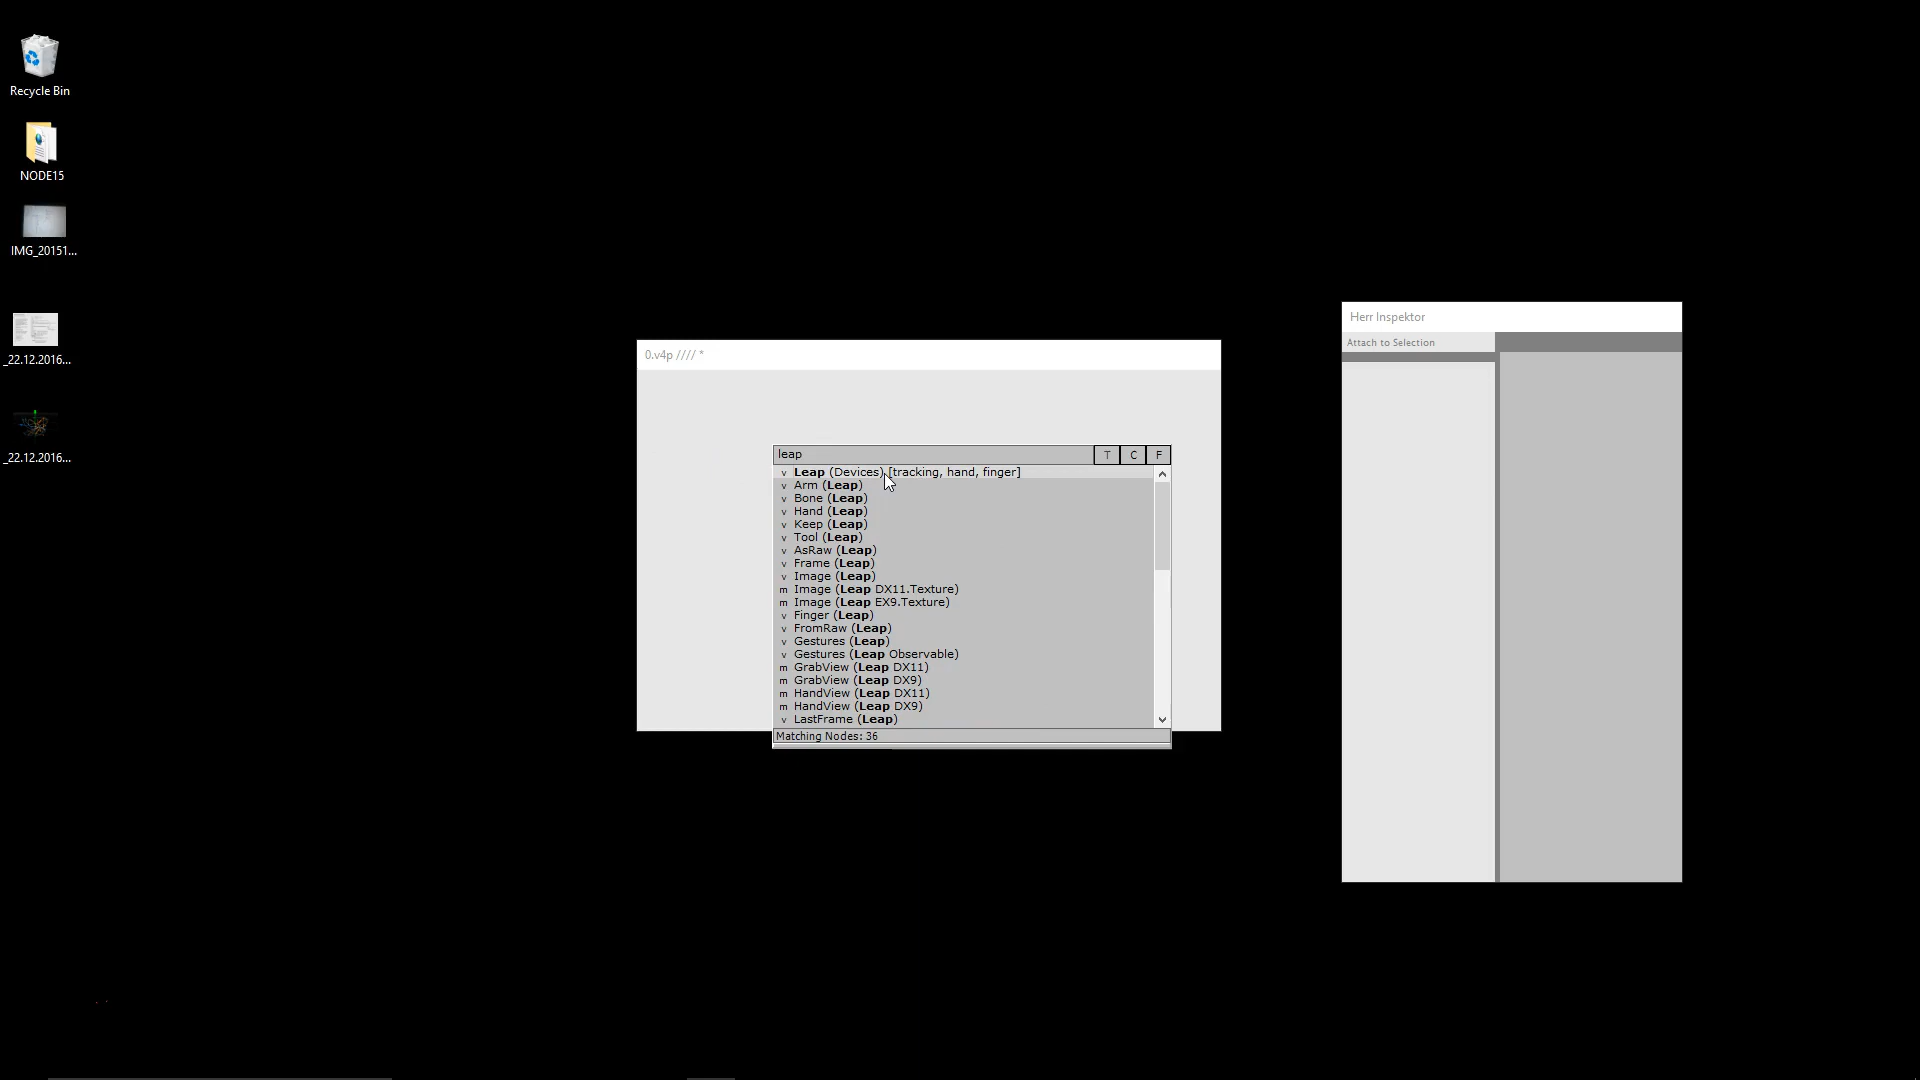 Recycle Bin
NODE15
IMG_20151...
_22.12.2016...
_22.12.2016...
0.v4p //// *
leap
T C F
v Leap (Devices) [tracking, hand, finger]
v Arm (Leap)
v Bone (Leap)
v Hand (Leap)
v Keep (Leap)
v Tool (Leap)
v AsRaw (Leap)
v Frame (Leap)
v Image (Leap)
m Image (Leap DX11.Texture)
m Image (Leap EX9.Texture)
v Finger (Leap)
v FromRaw (Leap)
v Gestures (Leap)
v Gestures (Leap Observable)
m GrabView (Leap DX11)
m GrabView (Leap DX9)
m HandView (Leap DX11)
m HandView (Leap DX9)
v LastFrame (Leap)
Matching Nodes: 36
Herr Inspektor
Attach to Selection